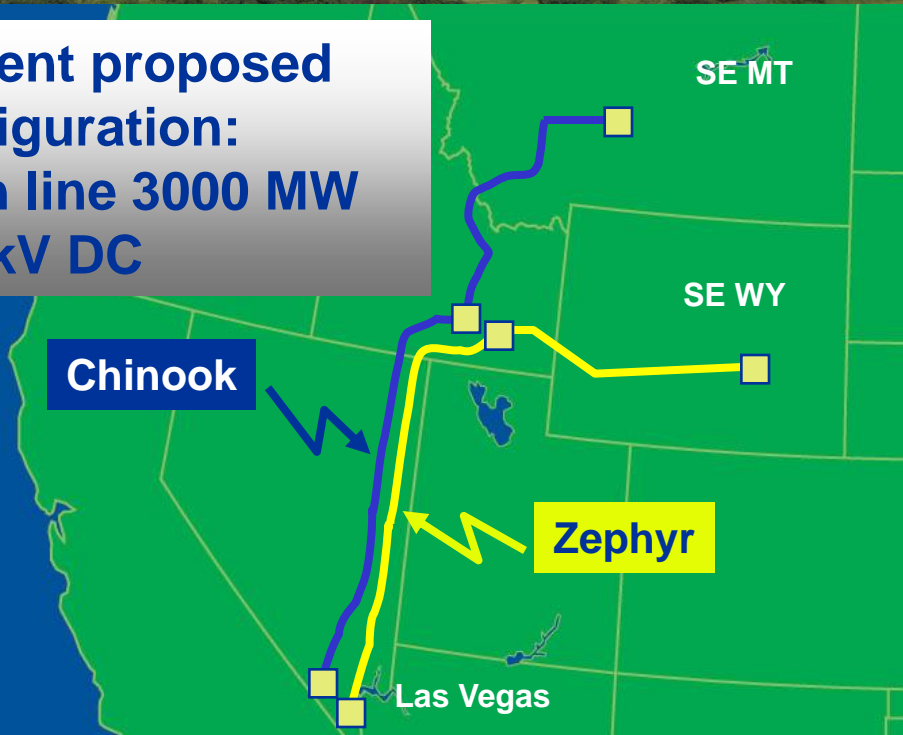 ent proposed
iguration:
line 3000 MW
kV DC
SE MT
SE WY
Chinook
Zephyr
Las Vegas